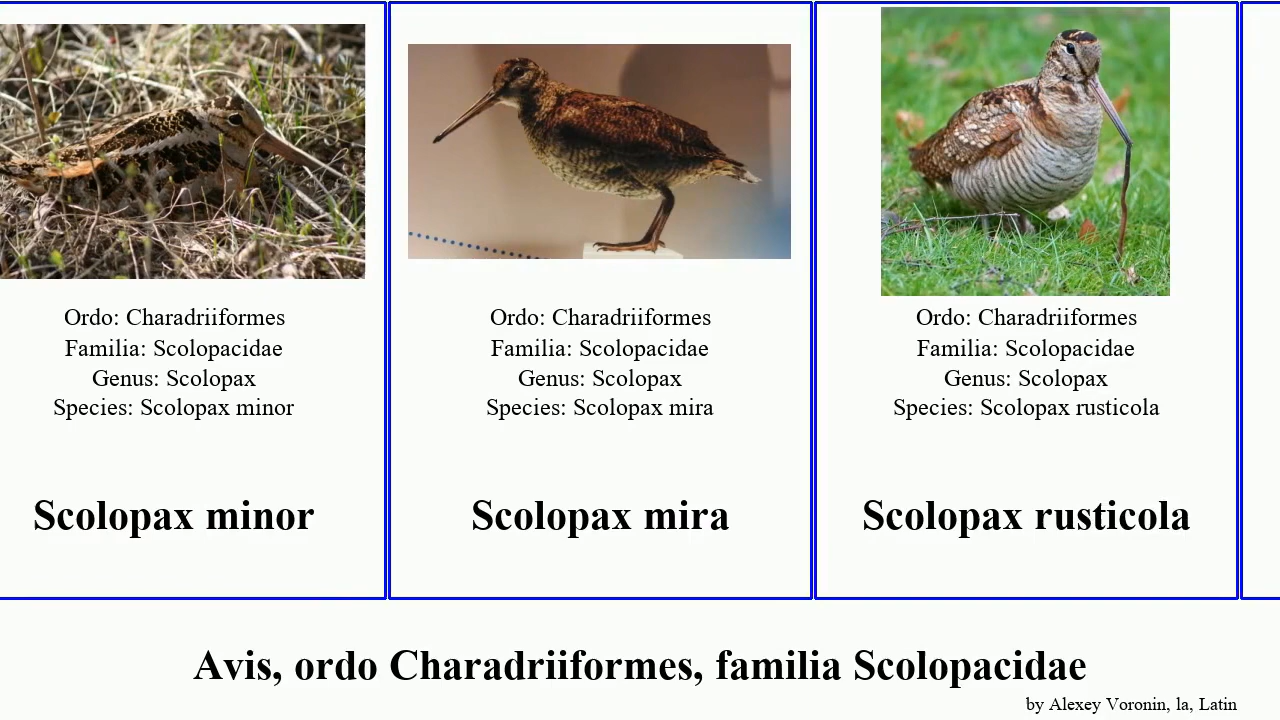 Ordo: Charadriiformes
Familia: Scolopacidae
Genus: Scolopax
Species: Scolopax minor
Scolopax minor
Ordo: Charadriiformes
Familia: Scolopacidae
Genus: Scolopax
Species: Scolopax mira
Scolopax mira
Ordo: Charadriiformes
Familia: Scolopacidae
Genus: Scolopax
Species: Scolopax rusticola
Scolopax rusticola
Avis, ordo Charadriiformes, familia Scolopacidae
by Alexey Voronin, la, Latin